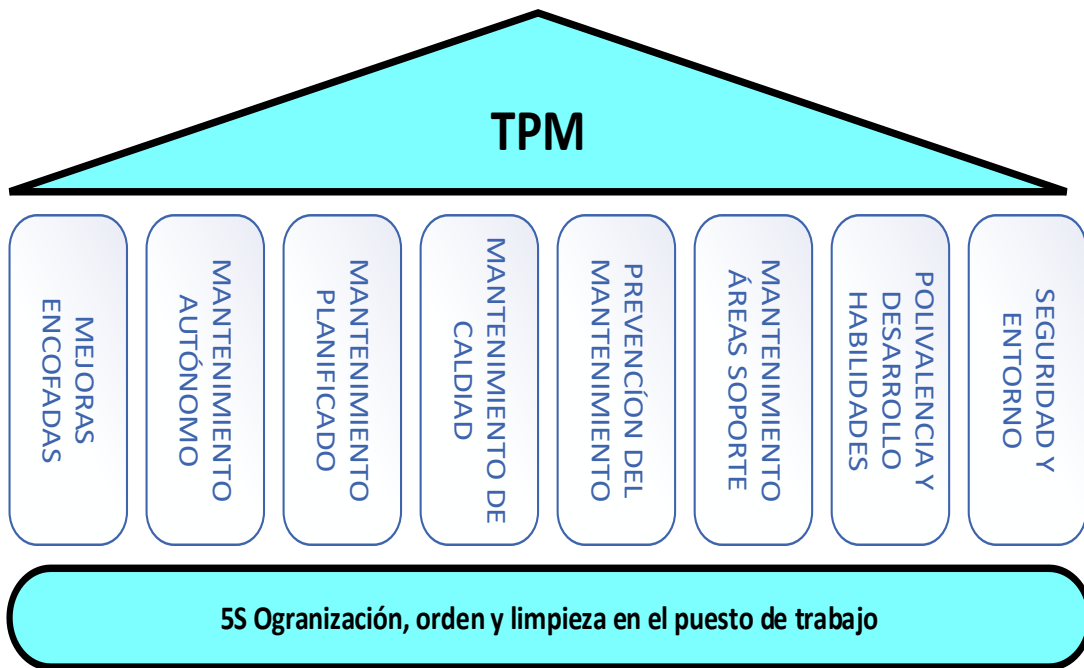 TPM
MEJORAS
ENCOFADAS
MANTENIMIENTO
AUTÓNOMO
MANTENIMIENTO
PLANIFICADO
MANTENIMIENTO DE
CALDIAD
PREVENCÍON DEL
MANTENIMIENTO
MANTENIMIENTO
ÁREAS SOPORTE
POLIVALENCIA Y
DESARROLLO
HABILIDADES
SEGURIDAD Y
ENTORNO
5S Ogranización, orden y limpieza en el puesto de trabajo